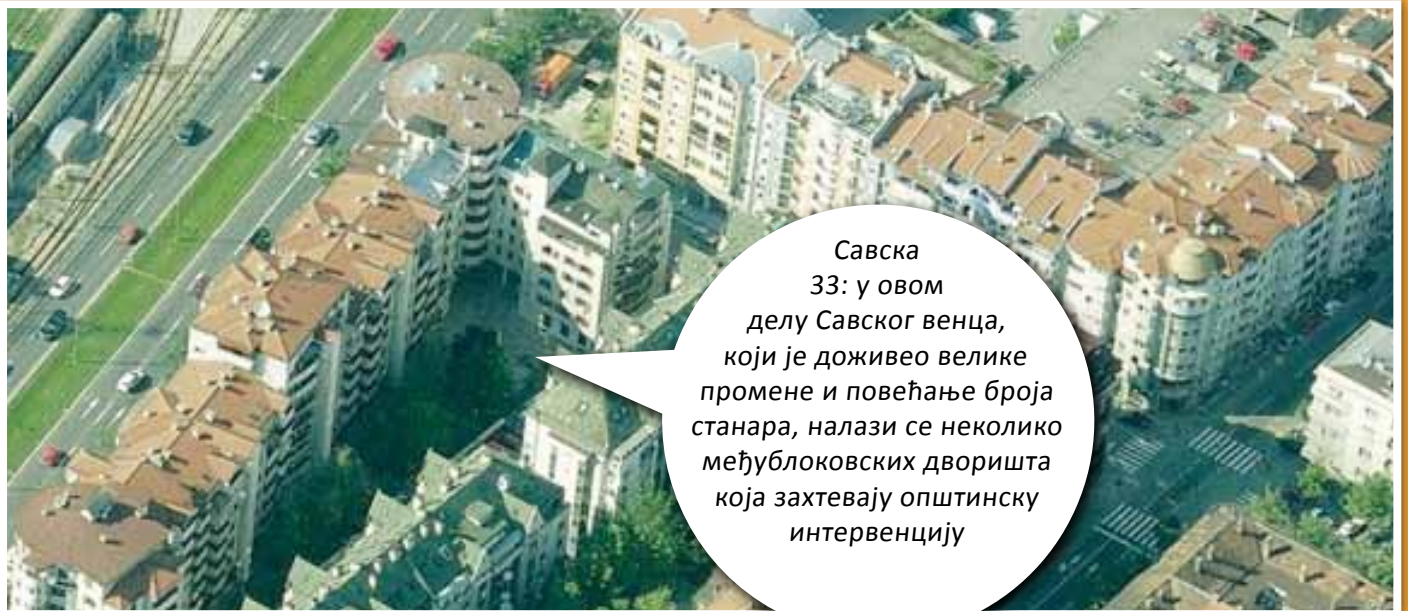 Савска
33: у овом
делу Савског венца,
који је доживео велике
промене и повећање броја
станара, налази се неколико
међублоковских дворишта
која захтевају општинску
интервенцију